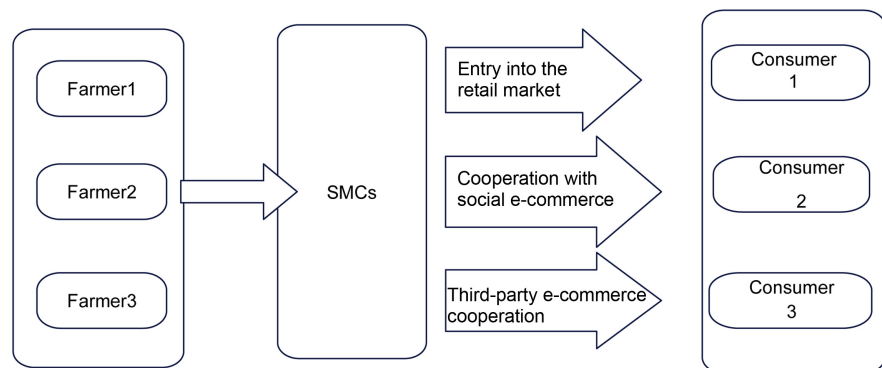 Farmer1
Farmer2
Farmer3
SMCs
Entry into the
retail market
Cooperation with
social e-commerce
Third-party e-commerce
cooperation
Consumer
1
Consumer
2
Consumer
3